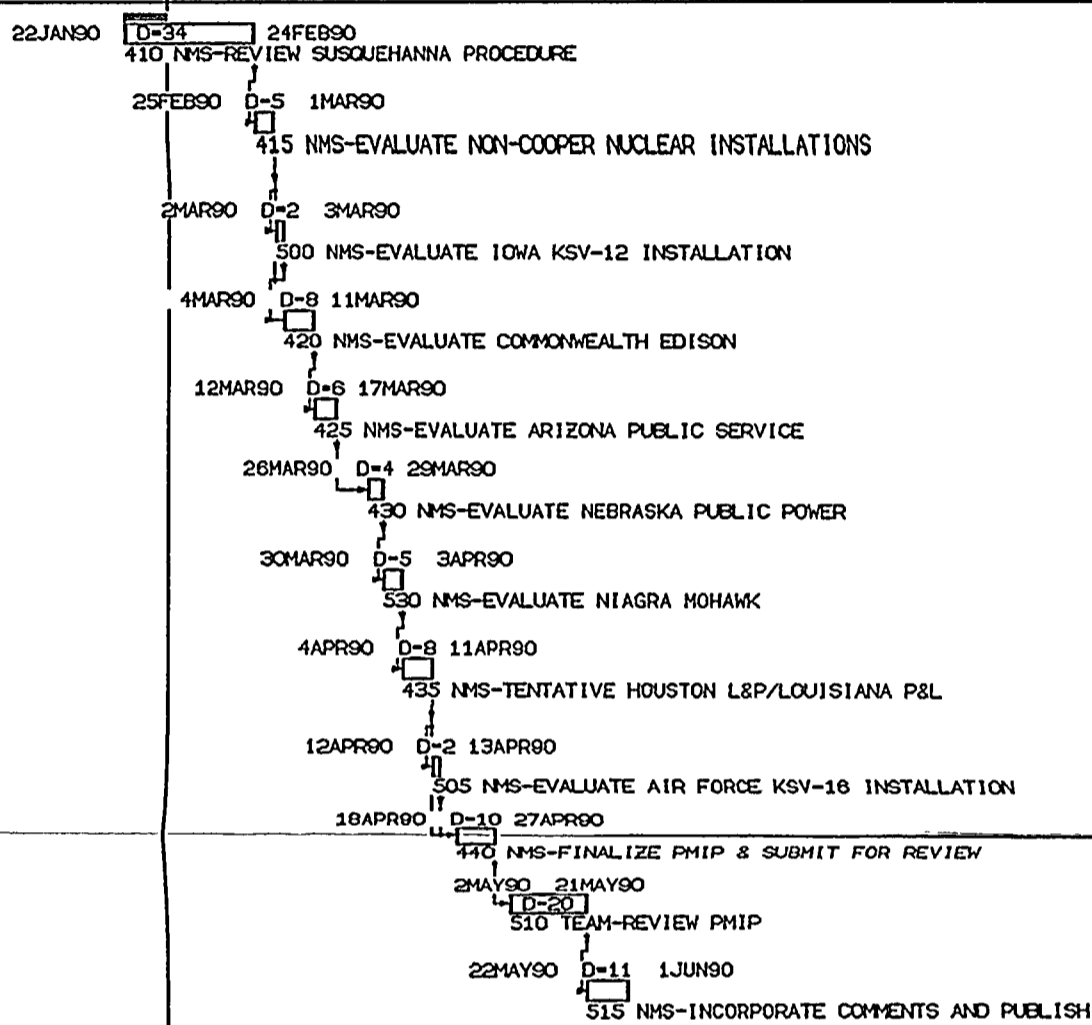 22JAN90 D=34 24FEB90
410 NMS-REVIEW SUSQUEHANNA PROCEDURE
25FEB90 D=5 1MAR90
415 NMS-EVALUATE NON-COOPER NUCLEAR INSTALLATIONS
2MAR90 D=2 3MAR90
500 NMS-EVALUATE IOWA KSV-12 INSTALLATION
4MAR90 D=8 11MAR90
420 NMS-EVALUATE COMMONWEALTH EDISON
12MAR90 D=6 17MAR90
425 NMS-EVALUATE ARIZONA PUBLIC SERVICE
26MAR90 D=4 29MAR90
430 NMS-EVALUATE NEBRASKA PUBLIC POWER
30MAR90 D=5 3APR90
530 NMS-EVALUATE NIAGRA MOHAWK
4APR90 D=8 11APR90
435 NMS-TENTATIVE HOUSTON L&P/LOUISIANA P&L
12APR90 D=2 13APR90
505 NMS-EVALUATE AIR FORCE KSV-16 INSTALLATION
18APR90 D=10 27APR90
440 NMS-FINALIZE PMIP & SUBMIT FOR REVIEW
2MAY90 21MAY90
D=20
510 TEAM-REVIEW PMIP
22MAY90 D=11 1JUN90
515 NMS-INCORPORATE COMMENTS AND PUBLISH